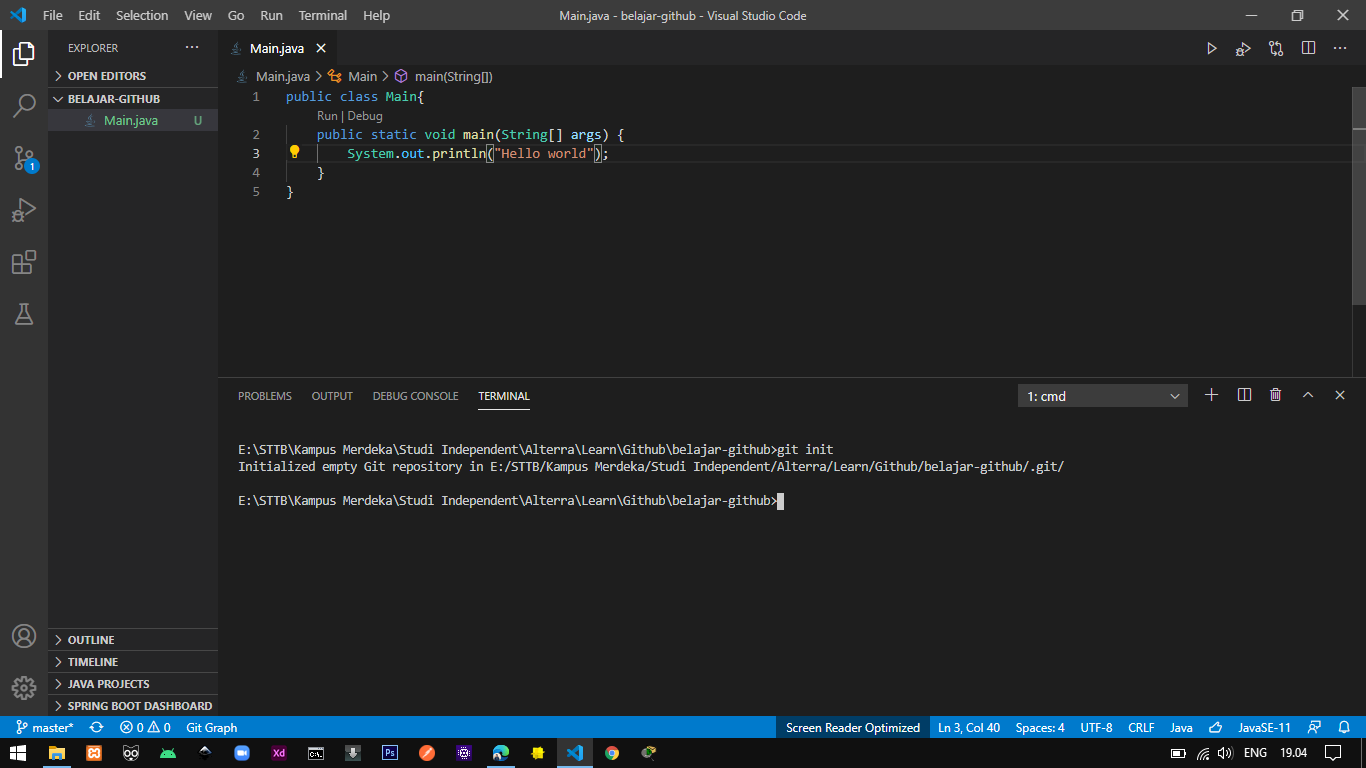 File Edit Selection View Go Run Terminal Help Main.java - belajar-github - Visual Studio Code
EXPLORER
OPEN EDITORS
BELAJAR-GITHUB
Main.java U
1
OUTLINE
TIMELINE
JAVA PROJECTS
SPRING BOOT DASHBOARD
Main.java
Main.java > Main > main(String[])
1 public class Main{
Run | Debug
2 public static void main(String[] args) {
3 System.out.println("Hello world");
4 }
5 }
PROBLEMS OUTPUT DEBUG CONSOLE TERMINAL 1: cmd
E:\STTB\Kampus Merdeka\Studi Independent\Alterra\Learn\Github\belajar-github>git init
Initialized empty Git repository in E:/STTB/Kampus Merdeka/Studi Independent/Alterra/Learn/Github/belajar-github/.git/
E:\STTB\Kampus Merdeka\Studi Independent\Alterra\Learn\Github\belajar-github>
master* 0 0 Git Graph Screen Reader Optimized Ln 3, Col 40 Spaces: 4 UTF-8 CRLF Java JavaSE-11
Xd C:\ Ps ENG 19.04